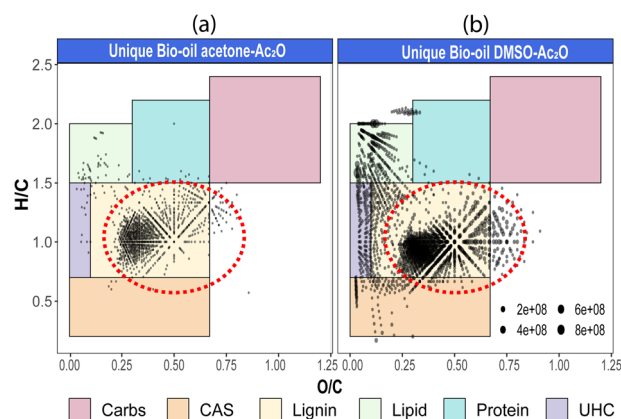 (a) (b)
Unique Bio-oil acetone-Ac₂O Unique Bio-oil DMSO-Ac₂O
2.5
2.0
1.5
1.0
0.5
H/C
2e+08 6e+08
4e+08 8e+08
0.00 0.25 0.50 0.75 1.00 1.25 0.00 0.25 0.50 0.75 1.00 1.25
O/C
Carbs CAS Lignin Lipid Protein UHC